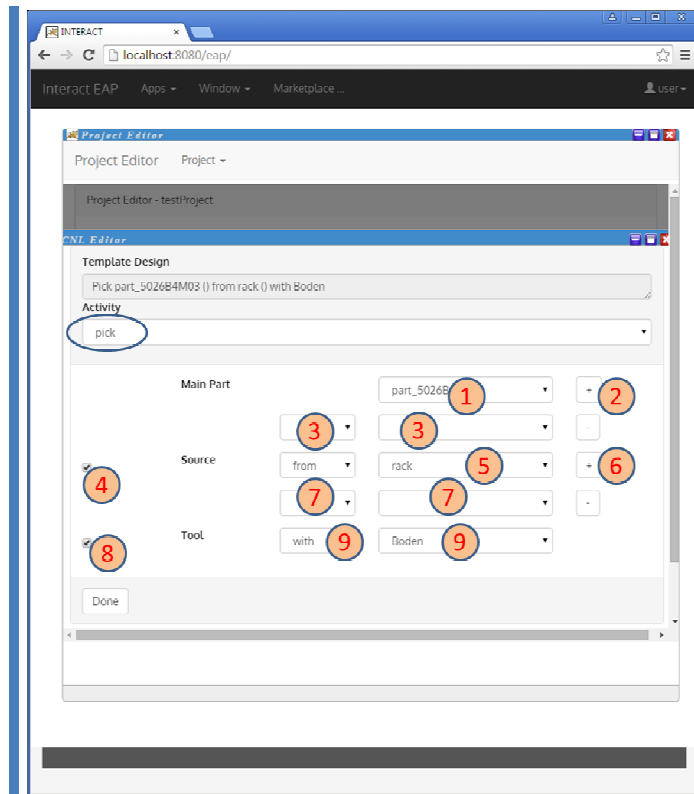 INTERACT ×
localhost:8080/eap/
Interact EAP Apps Window Marketplace ... user
Project Editor
Project Editor Project
Project Editor - testProject
CNL Editor
Template Design
Pick part_5026B4M03 () from rack () with Boden
Activity
pick
Main Part part_5026B 1 + 2
3 3 -
4 Source from rack 5 + 6
7 7 -
8 Tool with 9 Boden 9
Done